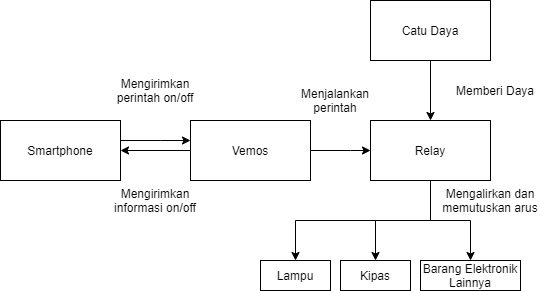 Catu Daya
Mengirimkan
perintah on/off
Menjalankan
perintah
Memberi Daya
Smartphone
Vemos
Relay
Mengirimkan
informasi on/off
Mengalirkan dan
memutuskan arus
Lampu
Kipas
Barang Elektronik
Lainnya